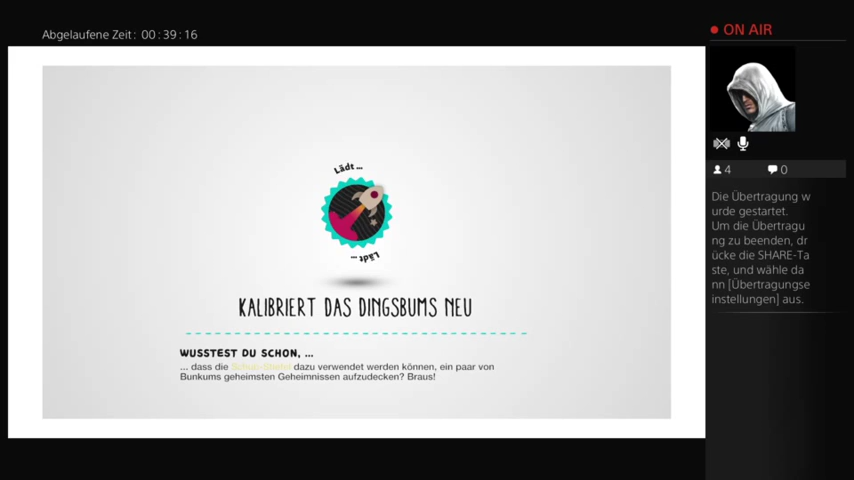 Abgelaufene Zeit: 00:39:16
ON AIR
Lädt ...
Lädt ...
KALIBRIERT DAS DINGSBUMS NEU
WUSSTEST DU SCHON, ...
... dass die dazu verwendet werden können, ein paar von
Bunkums geheimsten Geheimnissen aufzudecken? Braus!
4
0
Die Übertragung w
urde gestartet.
Um die Übertragu
ng zu beenden, dr
ücke die SHARE-Ta
ste, und wähle da
nn [Übertragungse
instellungen] aus.